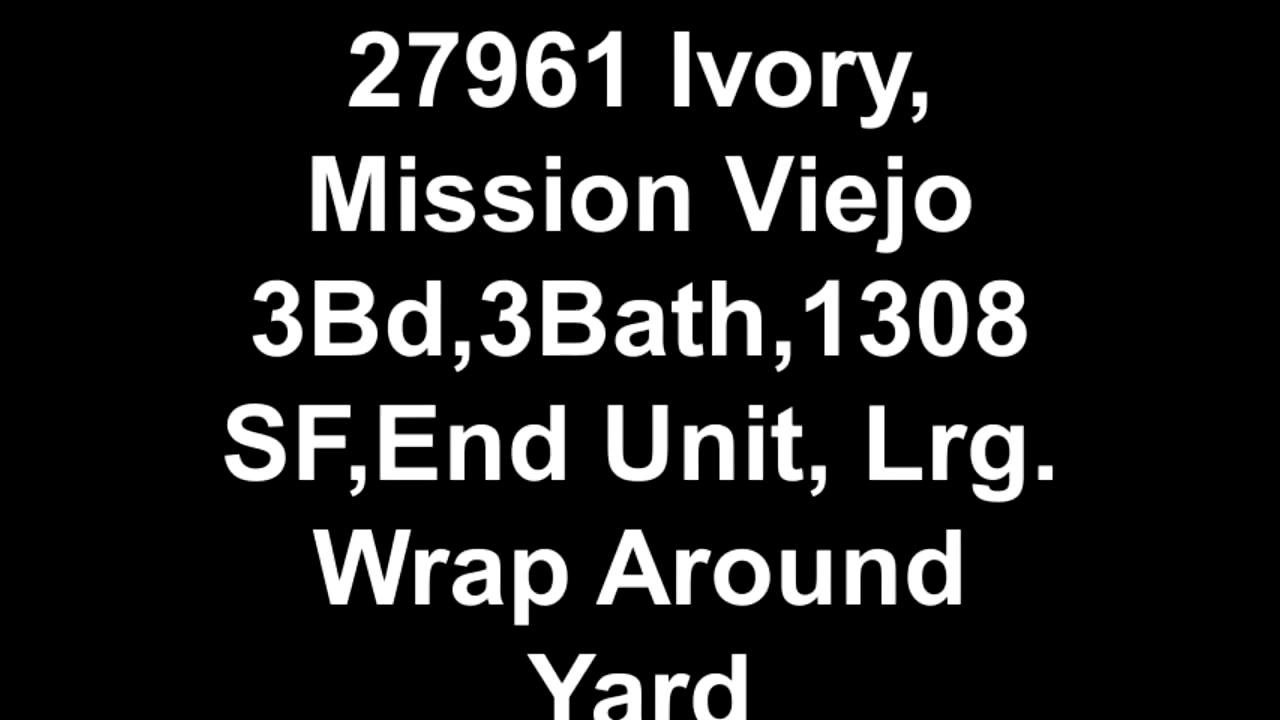 27961 Ivory,
Mission Viejo
3Bd,3Bath,1308
SF,End Unit, Lrg.
Wrap Around
Yard